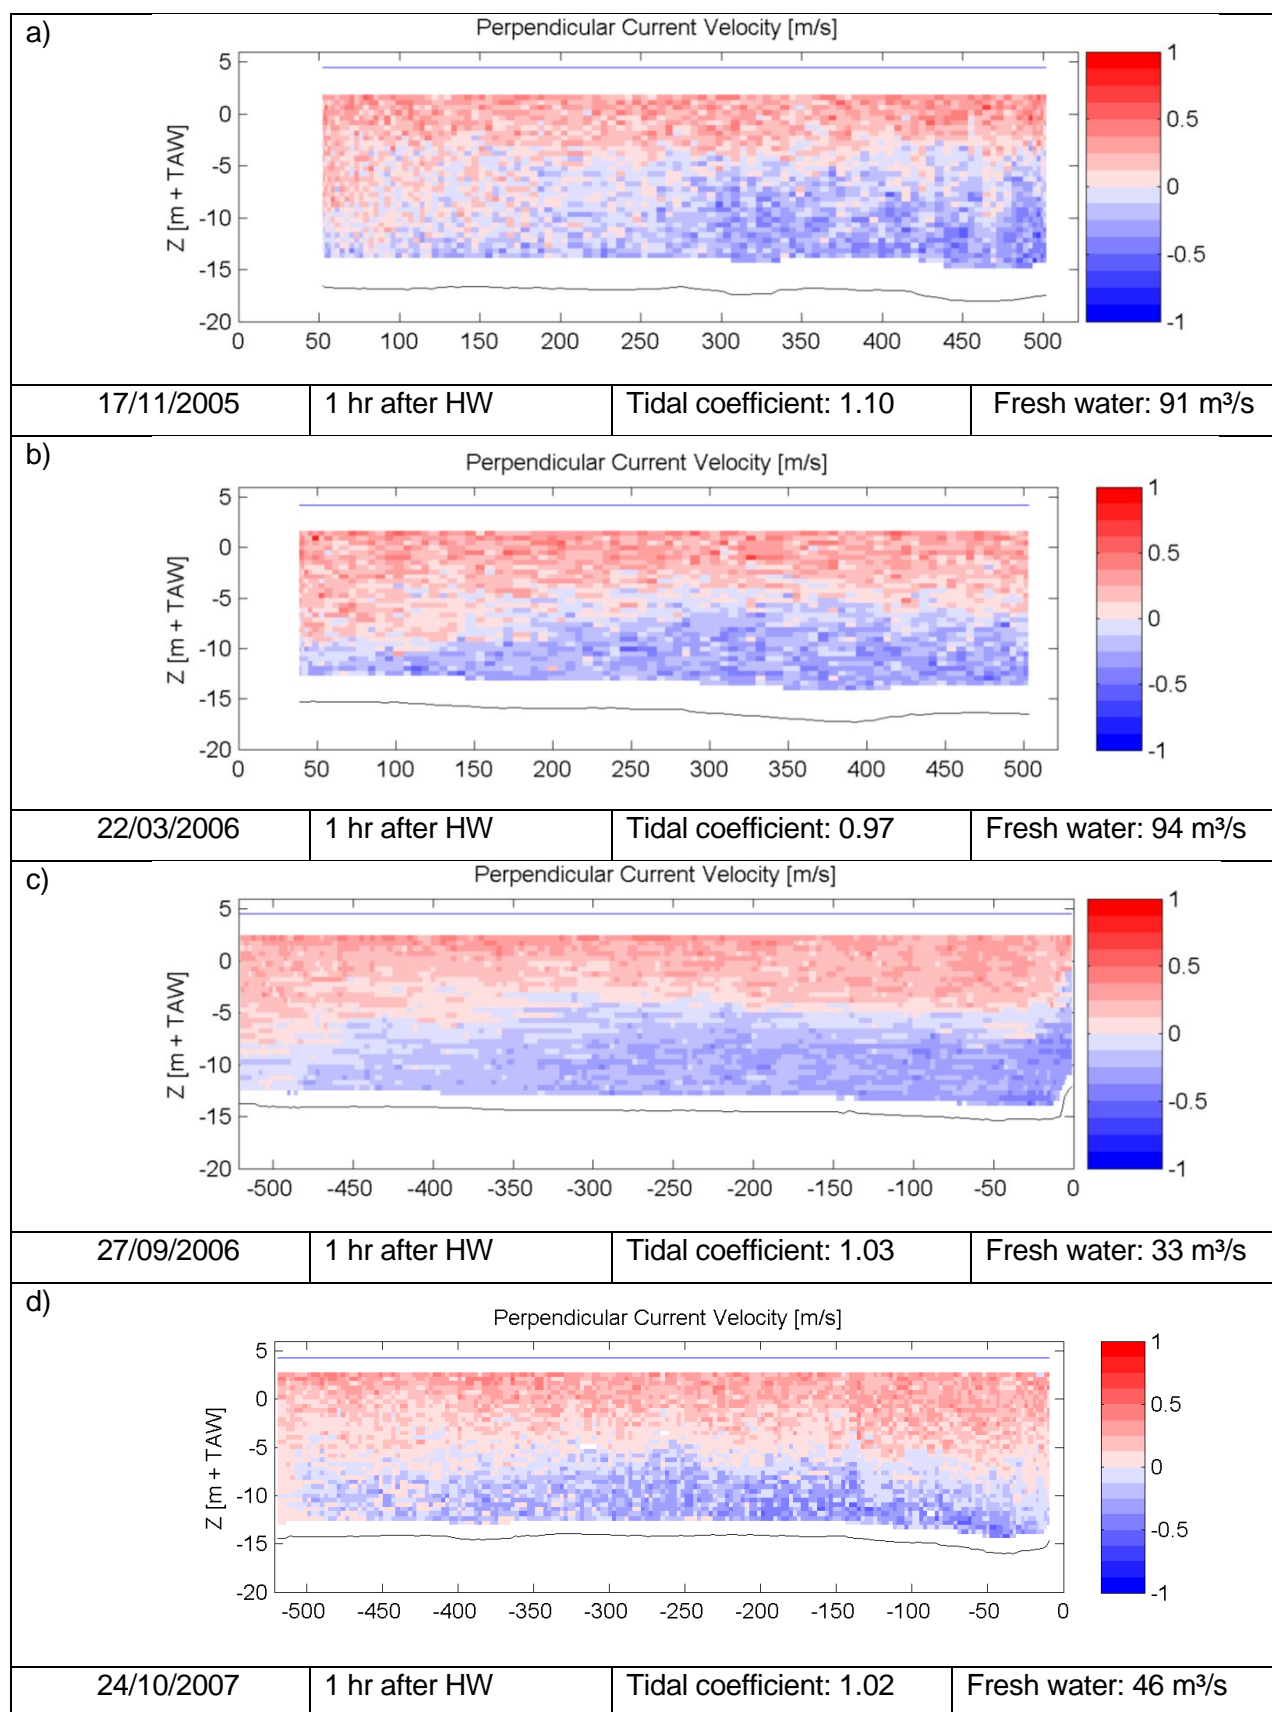 a)
Perpendicular Current Velocity [m/s]
5
0
-5
-10
-15
-20
Z [m + TAW]
0 50 100 150 200 250 300 350 400 450 500
1
0.5
0
-0.5
-1
17/11/2005 1 hr after HW Tidal coefficient: 1.10 Fresh water: 91 m³/s
b)
Perpendicular Current Velocity [m/s]
5
0
-5
-10
-15
-20
Z [m + TAW]
0 50 100 150 200 250 300 350 400 450 500
1
0.5
0
-0.5
-1
22/03/2006 1 hr after HW Tidal coefficient: 0.97 Fresh water: 94 m³/s
c)
Perpendicular Current Velocity [m/s]
5
0
-5
-10
-15
-20
Z [m + TAW]
-500 -450 -400 -350 -300 -250 -200 -150 -100 -50 0
1
0.5
0
-0.5
-1
27/09/2006 1 hr after HW Tidal coefficient: 1.03 Fresh water: 33 m³/s
d)
Perpendicular Current Velocity [m/s]
5
0
-5
-10
-15
-20
Z [m + TAW]
-500 -450 -400 -350 -300 -250 -200 -150 -100 -50 0
1
0.5
0
-0.5
-1
24/10/2007 1 hr after HW Tidal coefficient: 1.02 Fresh water: 46 m³/s